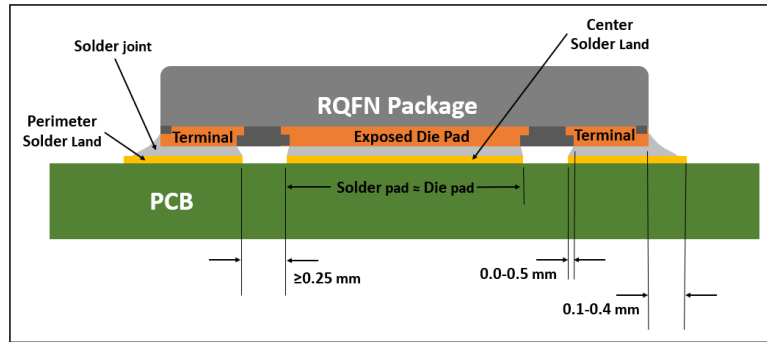 Center
Solder Land
Solder joint
RQFN Package
Perimeter
Solder Land
Terminal
Exposed Die Pad
Terminal
Solder pad ≈ Die pad
PCB
≥0.25 mm
0.0-0.5 mm
0.1-0.4 mm